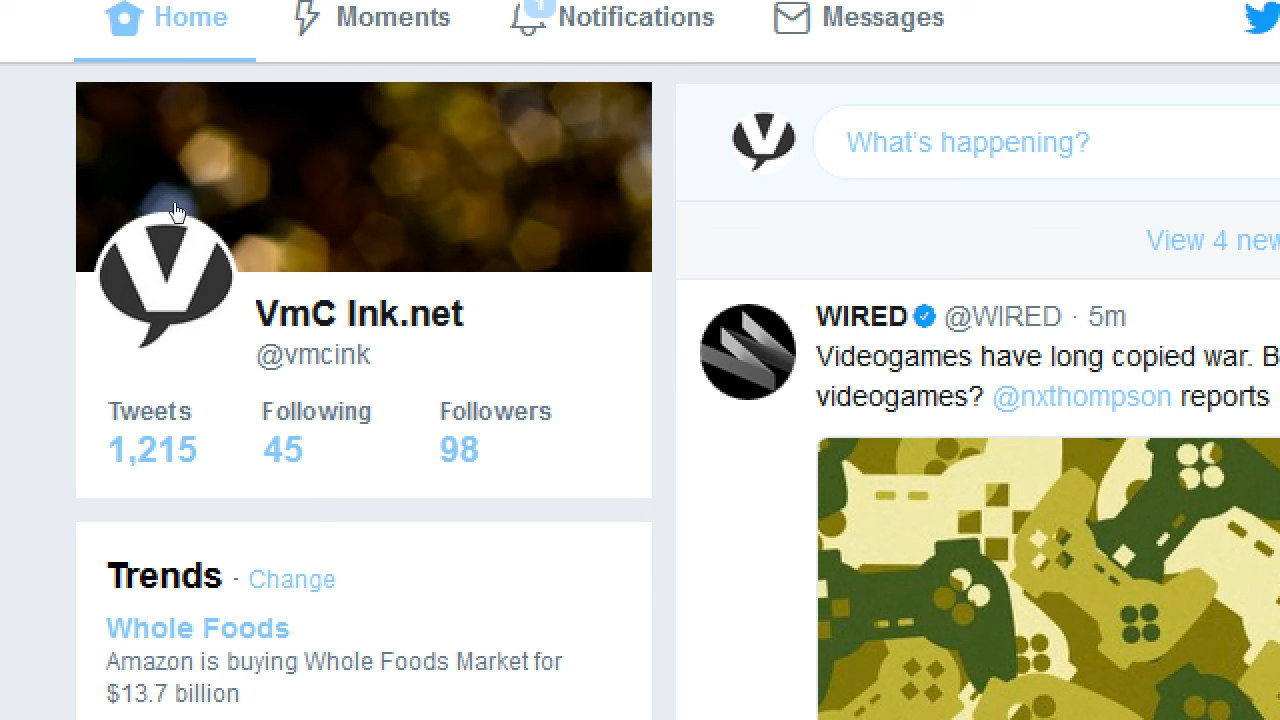 Home Moments 1 Notifications Messages
What's happening?
View 4 new
VmC Ink.net
@vmcink
Tweets Following Followers
1,215 45 98
WIRED @WIRED · 5m
Videogames have long copied war. B
videogames? @nxthompson reports
Trends · Change
Whole Foods
Amazon is buying Whole Foods Market for
$13.7 billion